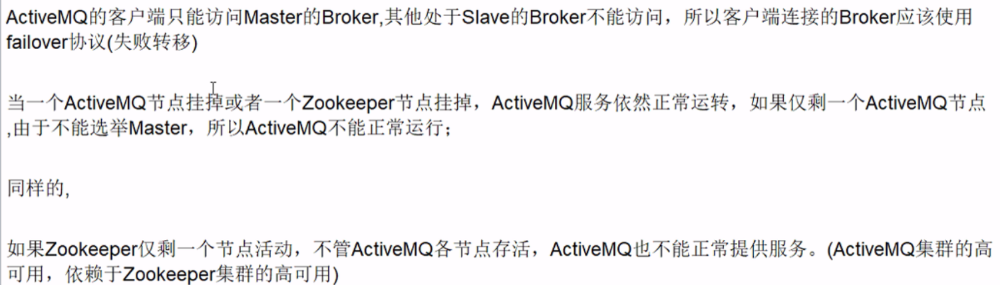 ActiveMQ的客户端只能访问Master的Broker,其他处于Slave的Broker不能访问，所以客户端连接的Broker应该使用
failover协议(失败转移)
当一个ActiveMQ节点挂掉或者一个Zookeeper节点挂掉，ActiveMQ服务依然正常运转，如果仅剩一个ActiveMQ节点
,由于不能选举Master，所以ActiveMQ不能正常运行；
同样的,
如果Zookeeper仅剩一个节点活动，不管ActiveMQ各节点存活，ActiveMQ也不能正常提供服务。(ActiveMQ集群的高
可用，依赖于Zookeeper集群的高可用)